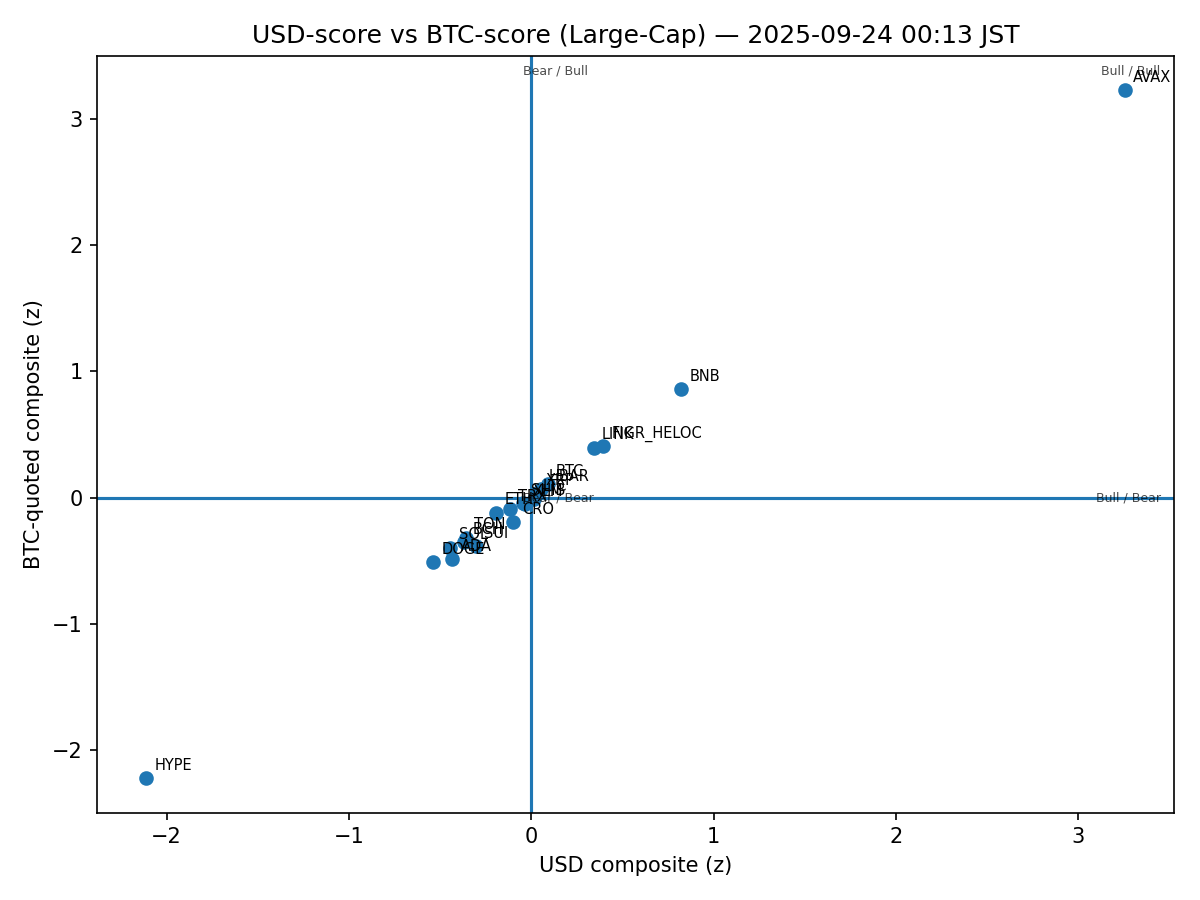 USD-score vs BTC-score (Large-Cap) — 2025-09-24 00:13 JST
Bear / Bull
Bull / Bull
AVAX
BNB
LINK
FIGR_HELOC
BTC
HBAR
ETH
CRO
Bull / Bear
TON
BCH
SOL
SUI
DOGE
ADA
HYPE
3
2
1
0
−1
−2
BTC-quoted composite (z)
−2
−1
0
1
2
3
USD composite (z)